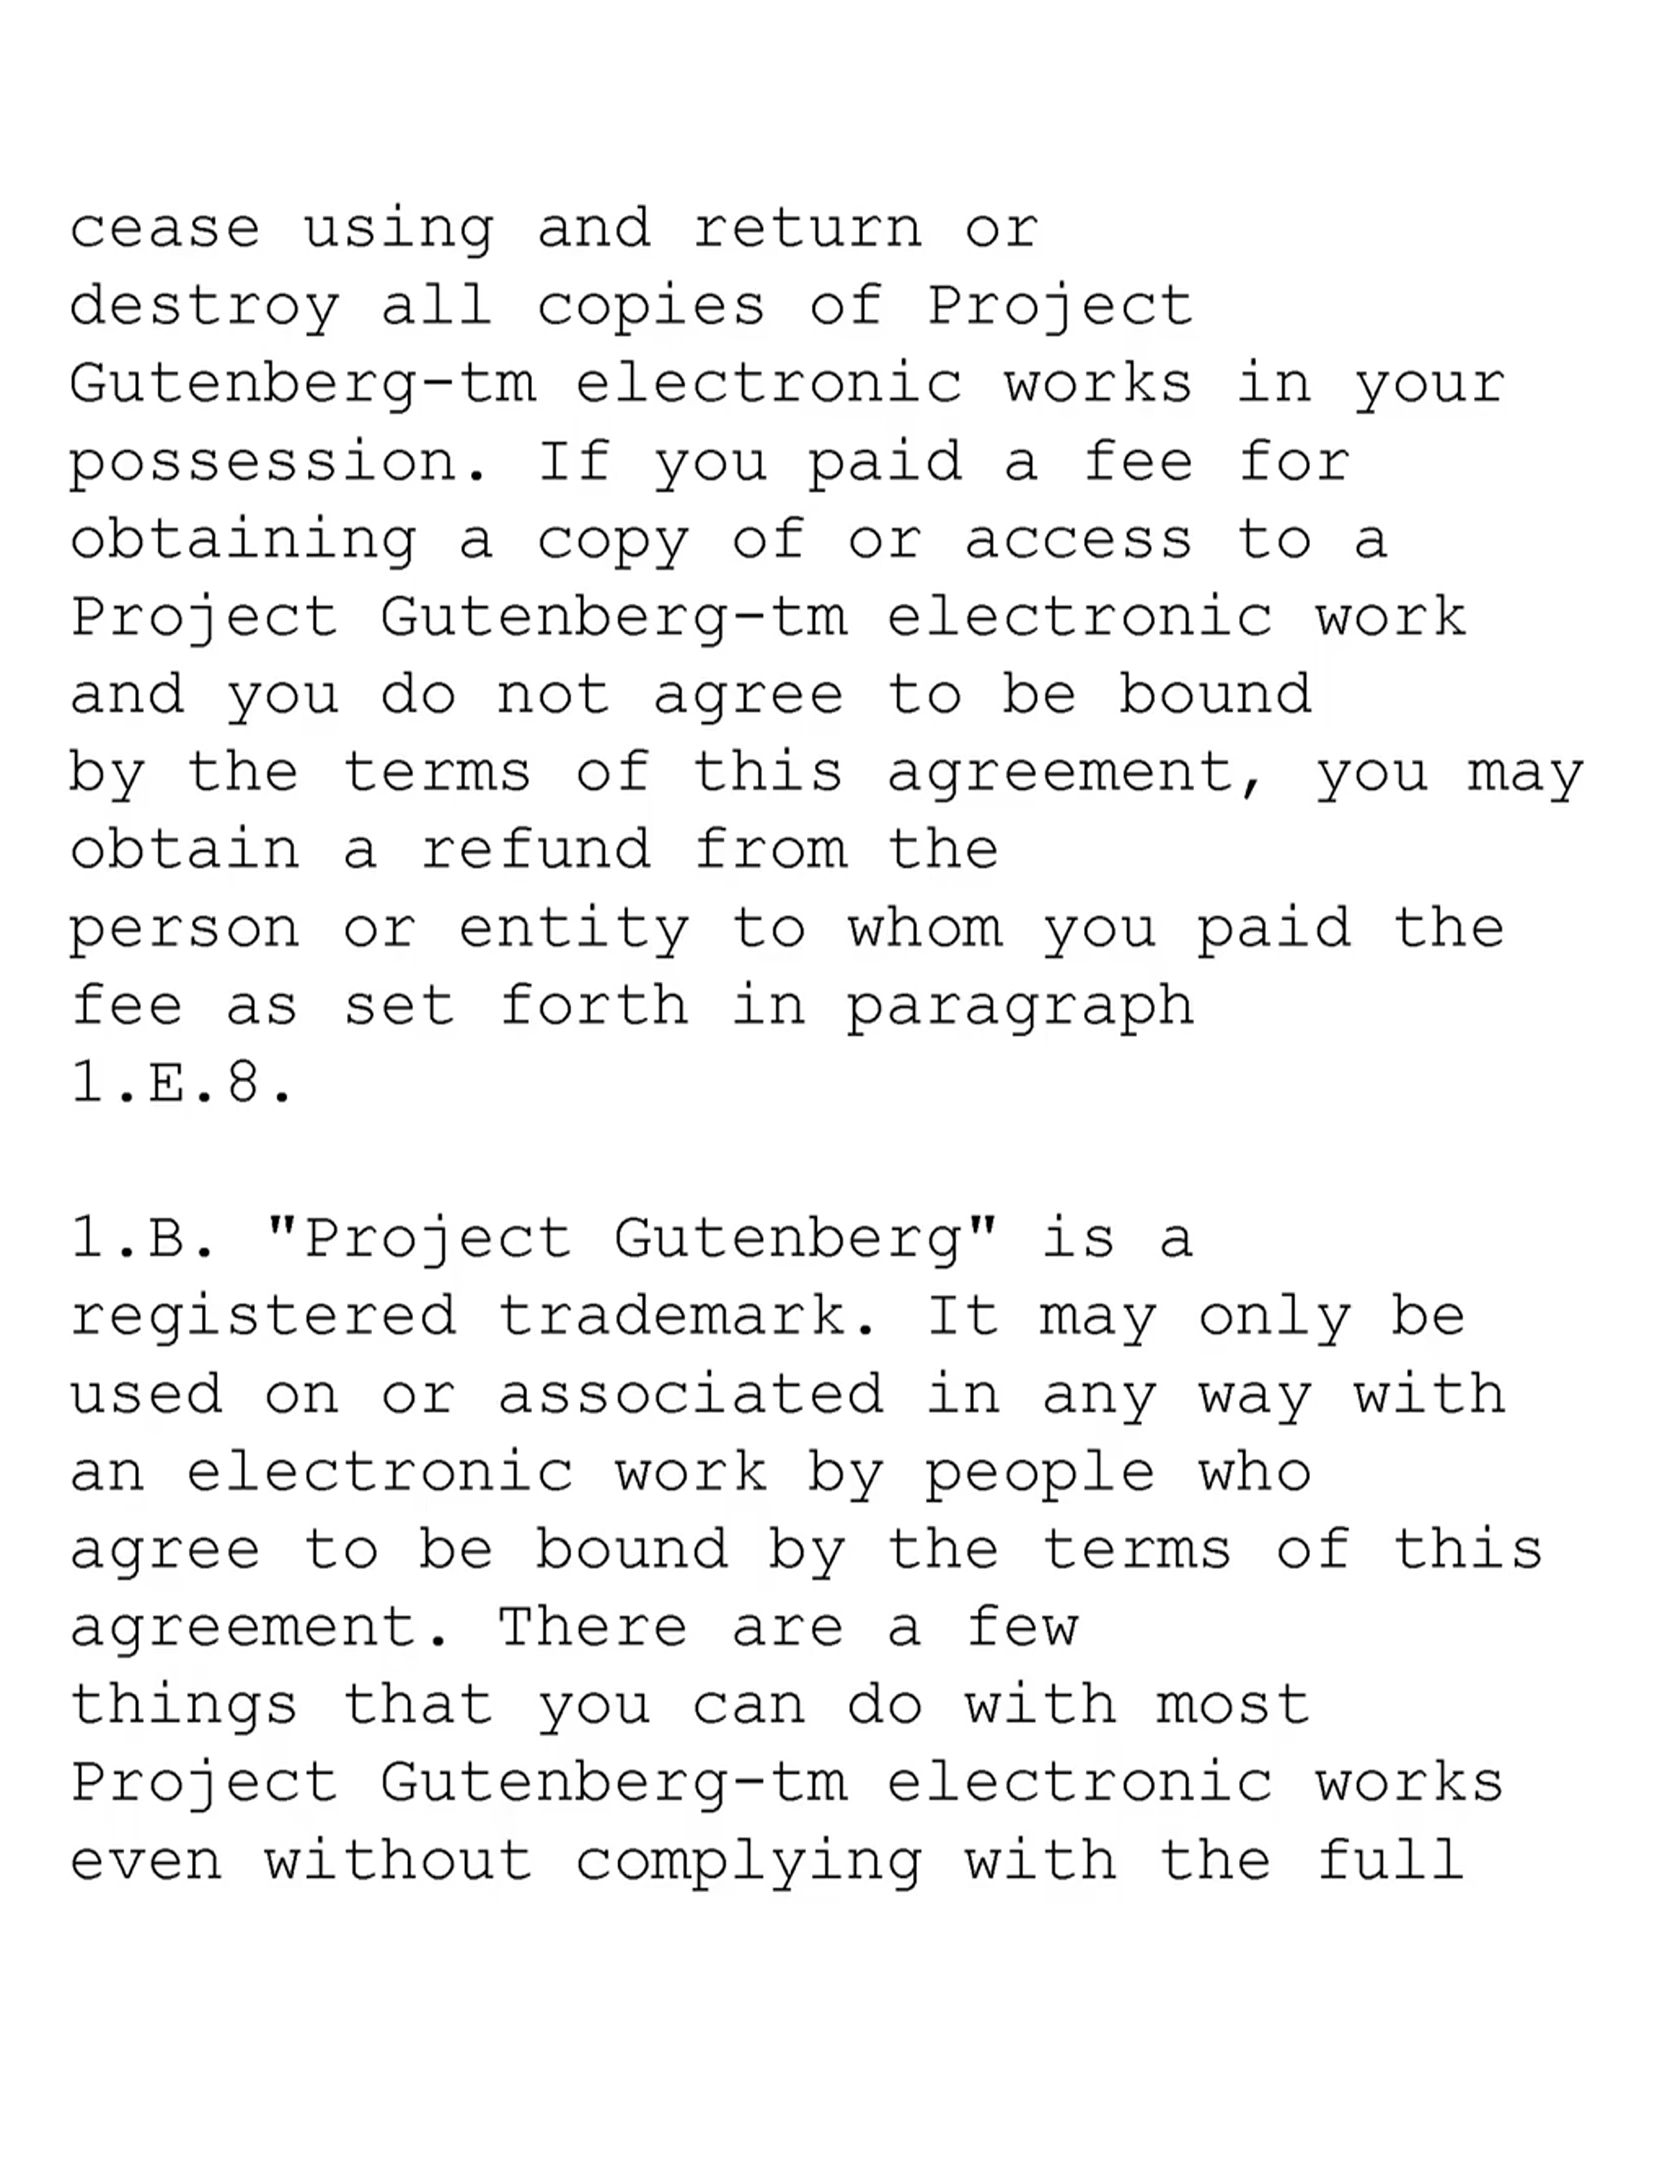 cease using and return or
destroy all copies of Project
Gutenberg-tm electronic works in your
possession. If you paid a fee for
obtaining a copy of or access to a
Project Gutenberg-tm electronic work
and you do not agree to be bound
by the terms of this agreement, you may
obtain a refund from the
person or entity to whom you paid the
fee as set forth in paragraph
1.E.8.

1.B. "Project Gutenberg" is a
registered trademark. It may only be
used on or associated in any way with
an electronic work by people who
agree to be bound by the terms of this
agreement. There are a few
things that you can do with most
Project Gutenberg-tm electronic works
even without complying with the full